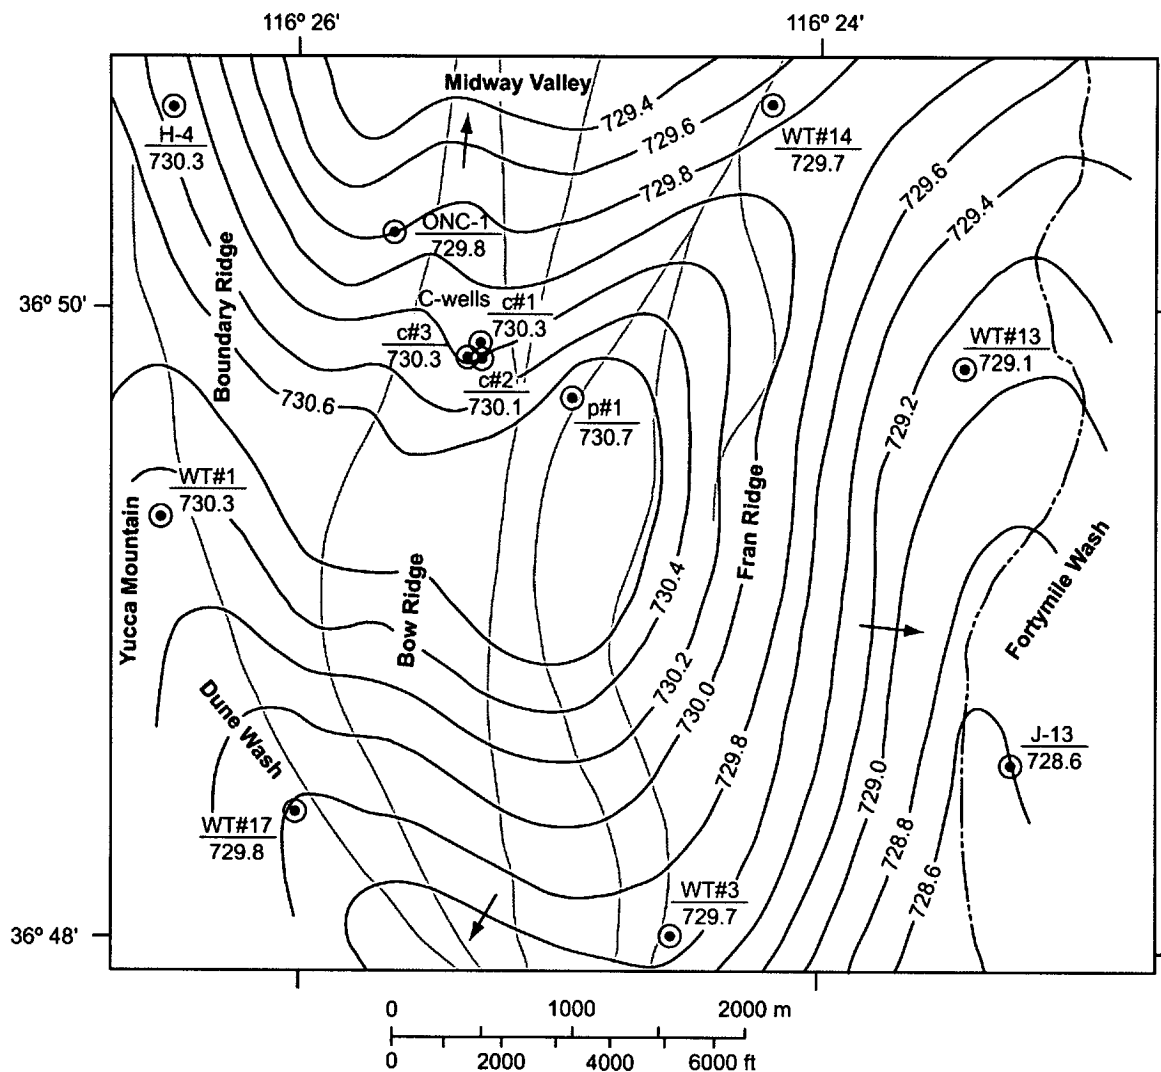 116° 26'
116° 24'
Midway Valley
729.4
729.6
729.8
H-4
730.3
WT#14
729.7
729.6
729.4
ONC-1
729.8
Boundary Ridge
36° 50'
C-wells
c#1
730.3
c#3
730.3
c#2
730.1
WT#13
729.1
730.6
p#1
730.7
729.2
WT#1
730.3
Yucca Mountain
Fran Ridge
Bow Ridge
730.4
Fortymile Wash
730.2
730.0
Dune Wash
729.8
J-13
728.6
729.0
WT#17
729.8
728.8
728.6
WT#3
729.7
36° 48'
0 1000 2000 m
0 2000 4000 6000 ft